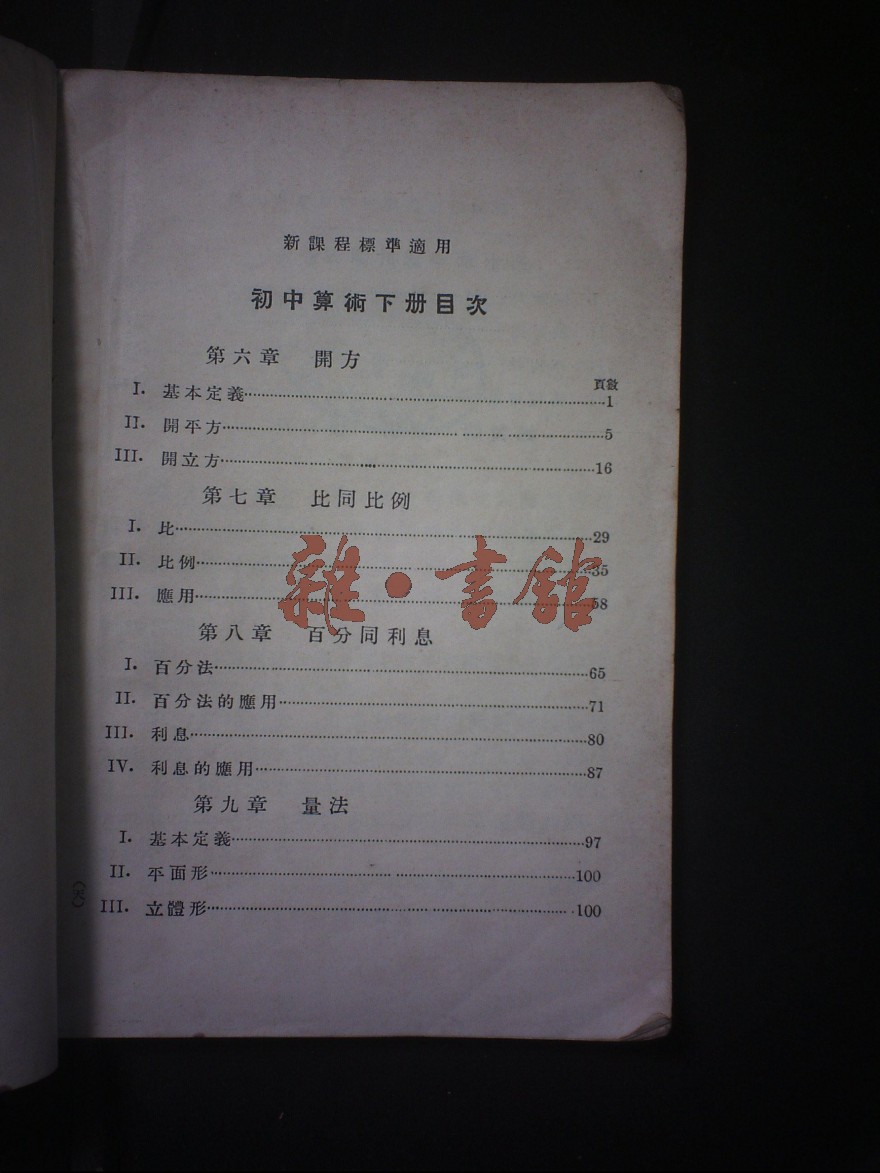 新課程標準適用
初中算術下册目次
第六章 開方
頁數
I. 基本定義……1
II. 開平方……5
III. 開立方……16
第七章 比同比例
I. 比……29
II. 比例……35
III. 應用……58
第八章 百分同利息
I. 百分法……65
II. 百分法的應用……71
III. 利息……80
IV. 利息的應用……87
第九章 量法
I. 基本定義……97
II. 平面形……100
III. 立體形……100
雜·書館